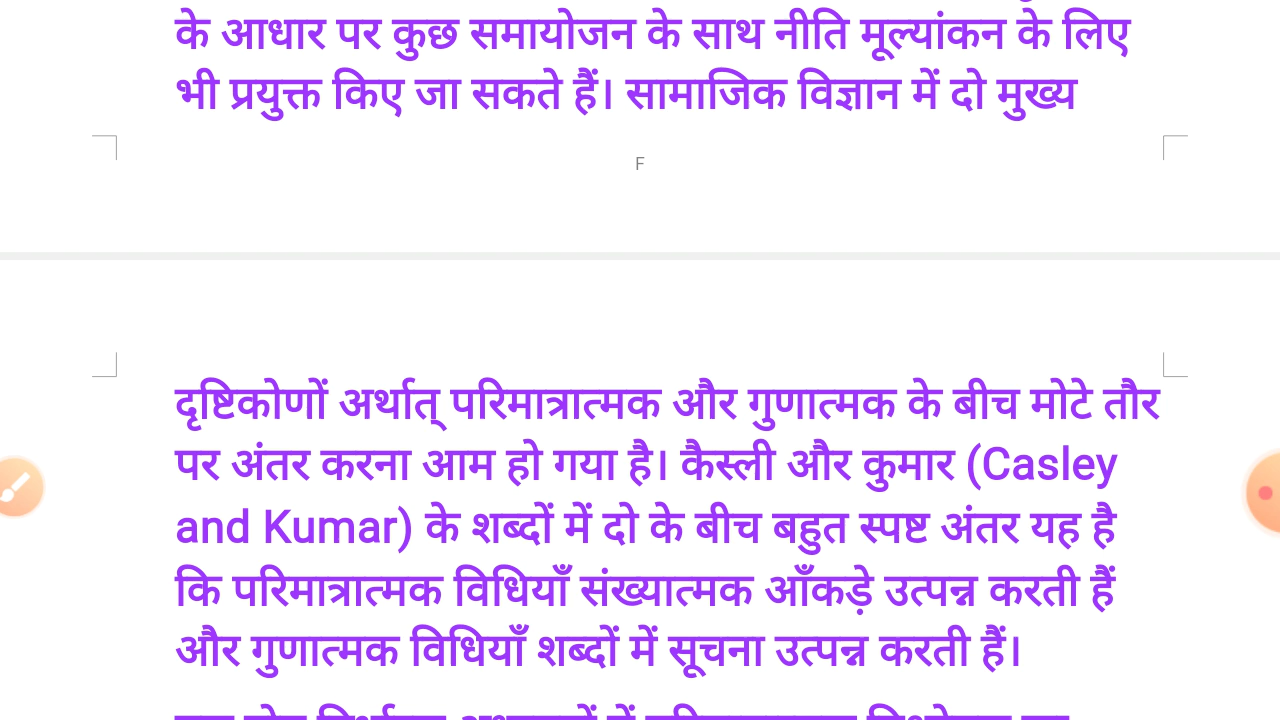 के आधार पर कुछ समायोजन के साथ नीति मूल्यांकन के लिए
भी प्रयुक्त किए जा सकते हैं। सामाजिक विज्ञान में दो मुख्य
F
दृष्टिकोणों अर्थात् परिमात्रात्मक और गुणात्मक के बीच मोटे तौर
पर अंतर करना आम हो गया है। कैस्ली और कुमार (Casley
and Kumar) के शब्दों में दो के बीच बहुत स्पष्ट अंतर यह है
कि परिमात्रात्मक विधियाँ संख्यात्मक आँकड़े उत्पन्न करती हैं
और गुणात्मक विधियाँ शब्दों में सूचना उत्पन्न करती हैं।